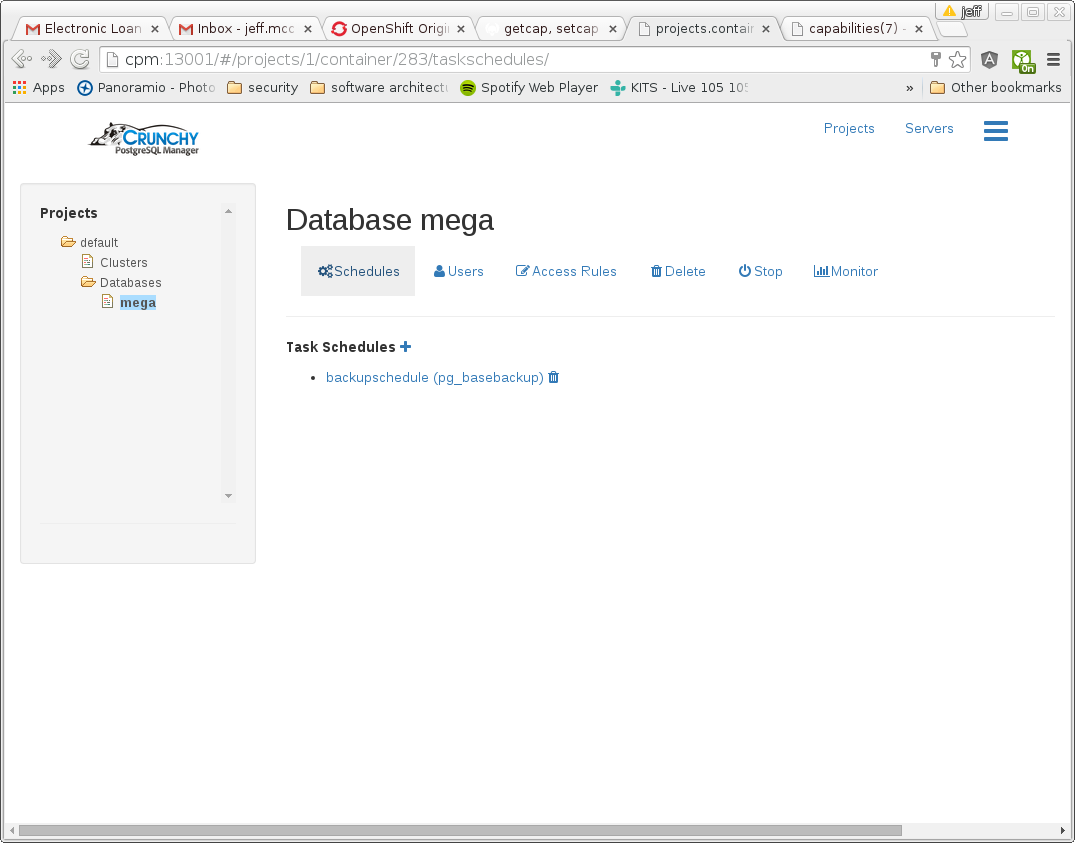 jeff
Electronic Loan
Inbox - jeff.mcc
OpenShift Origi
getcap, setcap
projects.contain
capabilities(7) -
cpm:13001/#/projects/1/container/283/taskschedules/
On
Apps
Panoramio - Photo
security
software architectu
Spotify Web Player
KITS - Live 105 105
»
Other bookmarks
CRUNCHY
PostgreSQL Manager
Projects
Servers
Projects
default
Clusters
Databases
mega
Database mega
Schedules
Users
Access Rules
Delete
Stop
Monitor
Task Schedules
backupschedule (pg_basebackup)